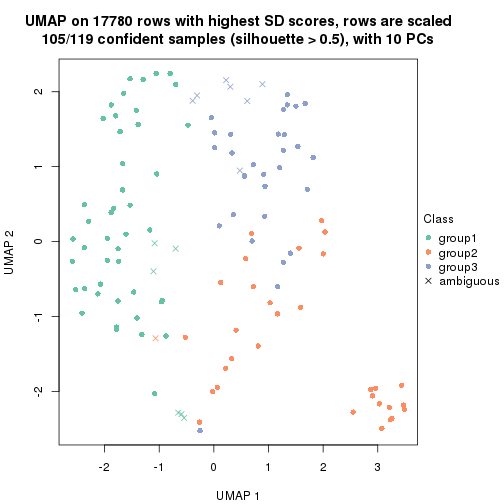 UMAP on 17780 rows with highest SD scores, rows are scaled
105/119 confident samples (silhouette > 0.5), with 10 PCs
2
1
0
-1
-2
UMAP 2
-2
-1
0
1
2
3
UMAP 1
Class
group1
group2
group3
ambiguous